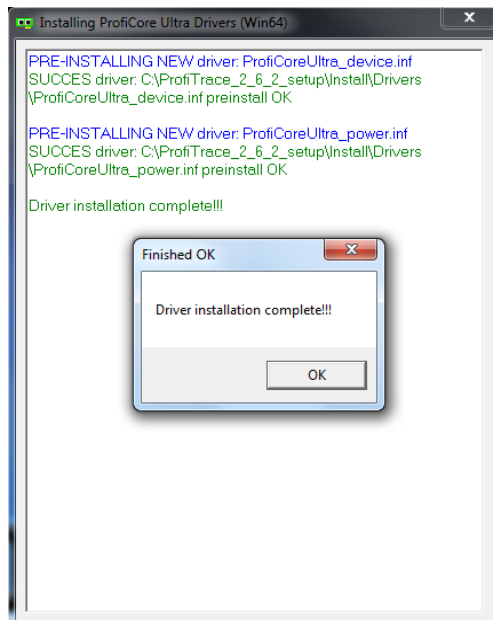 Installing ProfiCore Ultra Drivers (Win64)
PRE-INSTALLING NEW driver: ProfiCoreUltra_device.inf
SUCCES driver: C:\ProfiTrace_2_6_2_setup\Install\Drivers
\ProfiCoreUltra_device.inf preinstall OK
PRE-INSTALLING NEW driver: ProfiCoreUltra_power.inf
SUCCES driver: C:\ProfiTrace_2_6_2_setup\Install\Drivers
\ProfiCoreUltra_power.inf preinstall OK
Driver installation complete!!!
Finished OK
Driver installation complete!!!
OK